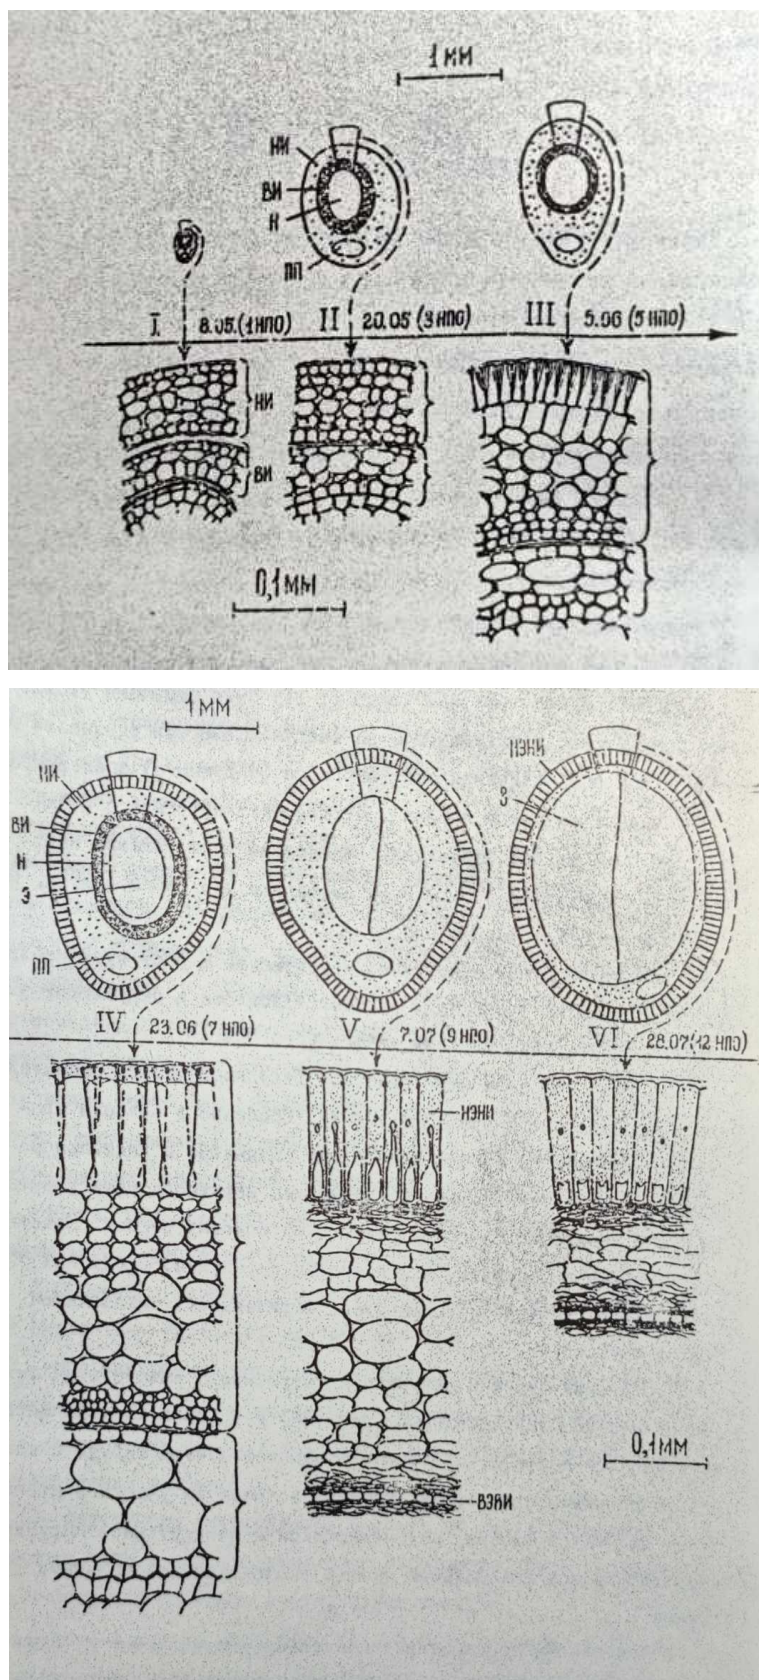 1 мм
НИ
ВИ
Н
ПП
I. 8.05.(1 НПО) II 20.05 (3 НПО) III 5.06 (5 НПО)
НИ
ВИ
0,1 мм
1 мм
НИ
ВИ
Н
Э
ПП
НЭНИ
Э
IV 23.06 (7 НПО) V 7.07 (9 НПО) VI 28.07(12 НПО)
НЭНИ
0,1 мм
ВЭВИ